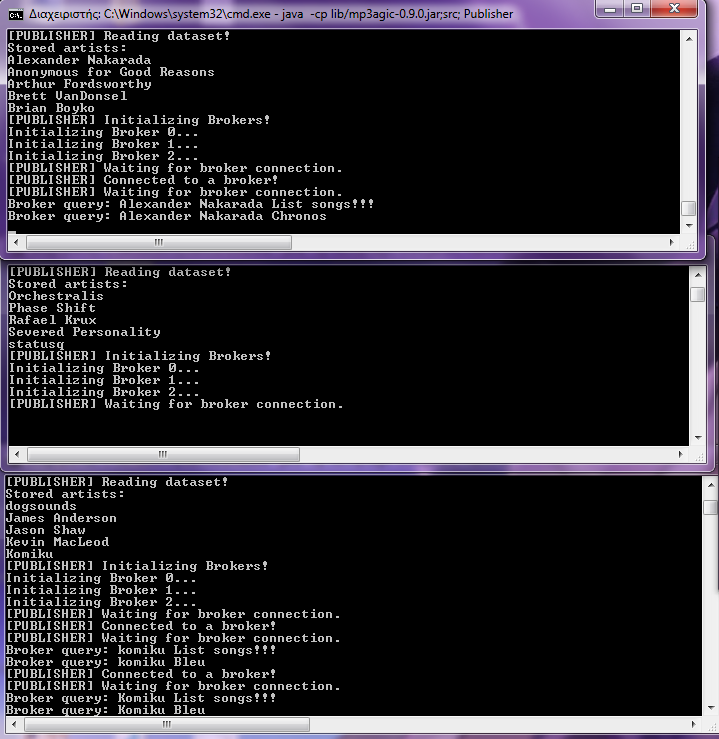 Διαχειριστής: C:\Windows\system32\cmd.exe - java  -cp lib/mp3agic-0.9.0.jar;src; Publisher
[PUBLISHER] Reading dataset!
Stored artists:
Alexander Nakarada
Anonymous for Good Reasons
Arthur Fordsworthy
Brett VanDonsel
Brian Boyko
[PUBLISHER] Initializing Brokers!
Initializing Broker 0...
Initializing Broker 1...
Initializing Broker 2...
[PUBLISHER] Waiting for broker connection.
[PUBLISHER] Connected to a broker!
[PUBLISHER] Waiting for broker connection.
Broker query: Alexander Nakarada List songs!!!
Broker query: Alexander Nakarada Chronos
[PUBLISHER] Reading dataset!
Stored artists:
Orchestralis
Phase Shift
Rafael Krux
Severed Personality
statusq
[PUBLISHER] Initializing Brokers!
Initializing Broker 0...
Initializing Broker 1...
Initializing Broker 2...
[PUBLISHER] Waiting for broker connection.
[PUBLISHER] Reading dataset!
Stored artists:
dogsounds
James Anderson
Jason Shaw
Kevin MacLeod
Komiku
[PUBLISHER] Initializing Brokers!
Initializing Broker 0...
Initializing Broker 1...
Initializing Broker 2...
[PUBLISHER] Waiting for broker connection.
[PUBLISHER] Connected to a broker!
[PUBLISHER] Waiting for broker connection.
Broker query: komiku List songs!!!
Broker query: komiku Bleu
[PUBLISHER] Connected to a broker!
[PUBLISHER] Waiting for broker connection.
Broker query: Komiku List songs!!!
Broker query: Komiku Bleu